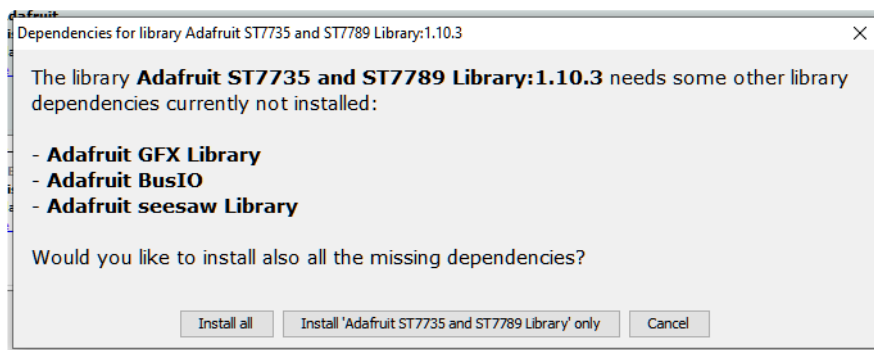 dafruit
Dependencies for library Adafruit ST7735 and ST7789 Library:1.10.3
The library Adafruit ST7735 and ST7789 Library:1.10.3 needs some other library
dependencies currently not installed:
- Adafruit GFX Library
- Adafruit BusIO
- Adafruit seesaw Library
Would you like to install also all the missing dependencies?
Install all
Install 'Adafruit ST7735 and ST7789 Library' only
Cancel